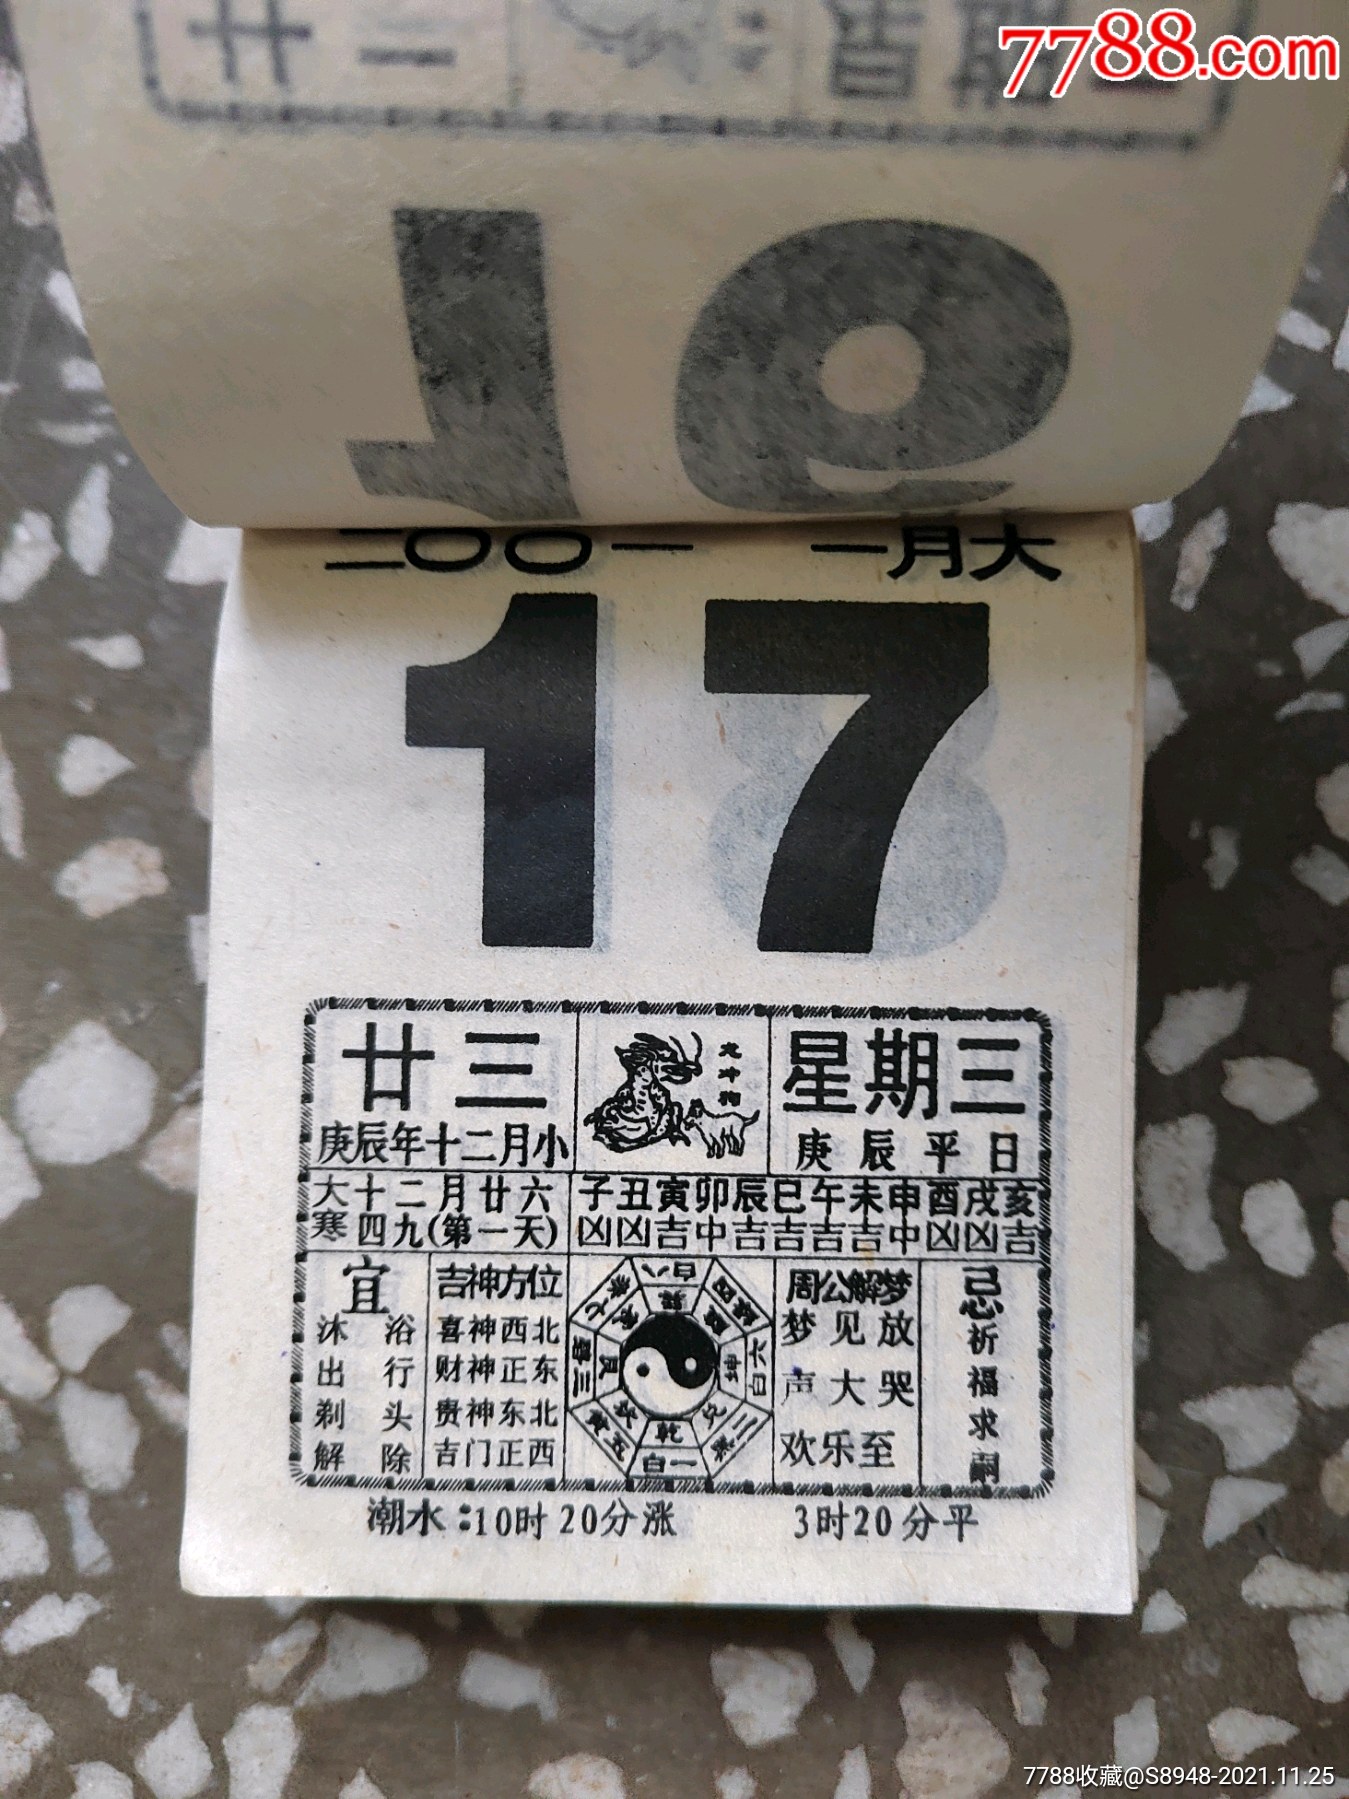 7788.com
二〇〇一 一月大
17
廿三
庚辰年十二月小
龙冲狗
星期三
庚辰平日
大寒
十二月廿六
四九(第一天)
子丑寅卯辰巳午未申酉戌亥
凶凶吉中吉吉吉吉中凶凶吉
宜
沐浴
出行
剃头
解除
吉神方位
喜神西北
财神正东
贵神东北
吉门正西
周公解梦
梦见放
声大哭
欢乐至
忌
祈福求嗣
潮水:10时20分涨 3时20分平
7788收藏@S8948-2021.11.25